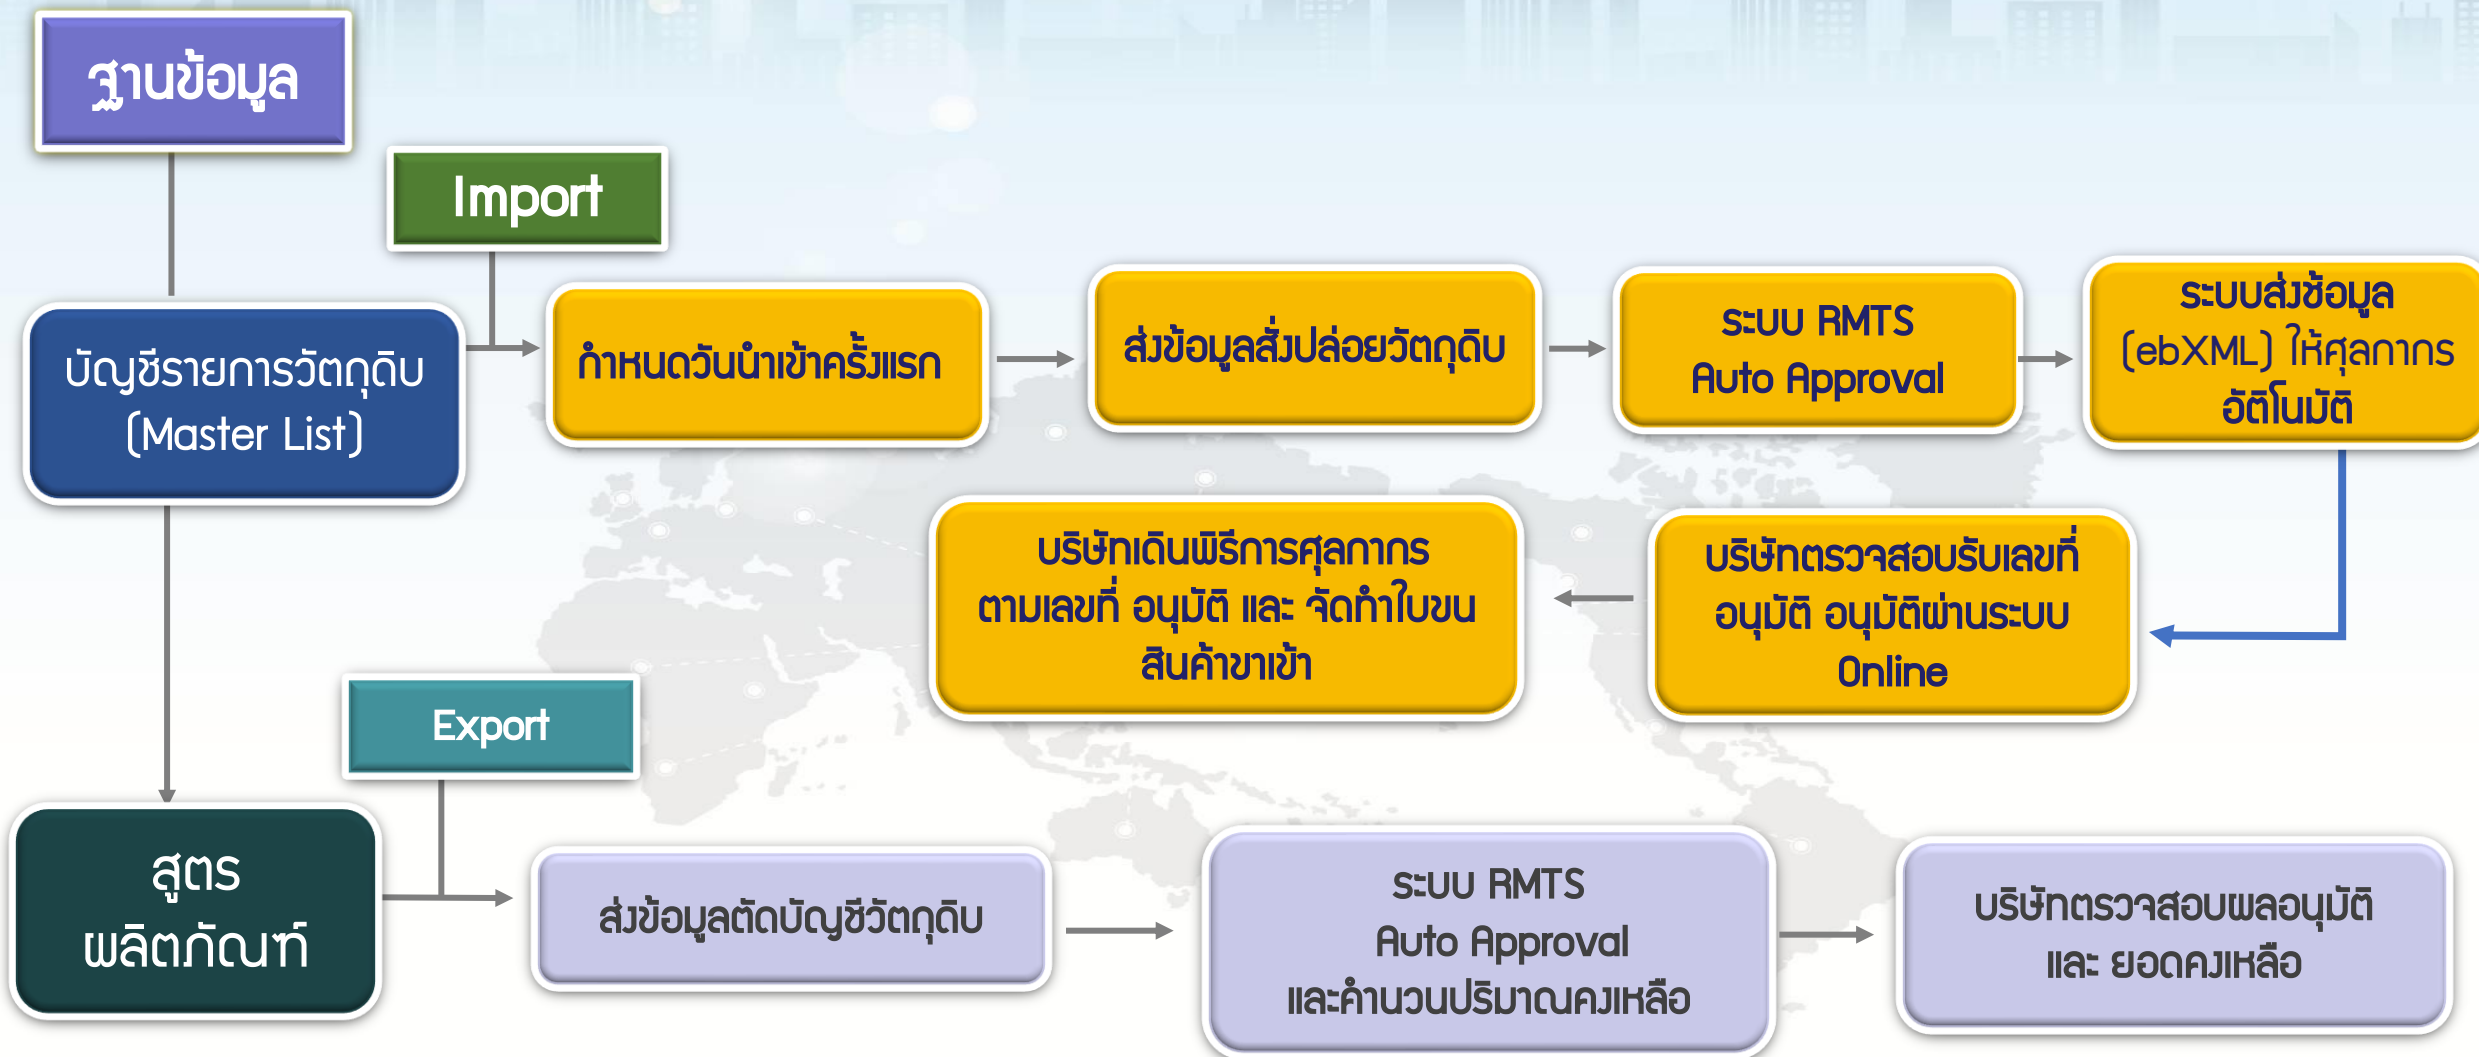 ฐานข้อมูล
Import
บัญชีรายการวัตถุดิบ
(Master List)
กำหนดวันนำเข้าครั้งแรก
ส่งข้อมูลสั่งปล่อยวัตถุดิบ
ระบบ RMTS
Auto Approval
ระบบส่งช้อมูล
(ebXML) ให้ศุลกากร
อัติโนมัติ
บริษัทตรวจสอบรับเลขที่
อนุมัติ อนุมัติผ่านระบบ
Online
บริษัทเดินพิธีการศุลกากร
ตามเลขที่ อนุมัติ และ จัดทำใบขน
สินค้าขาเข้า
Export
สูตร
ผลิตภัณฑ์
ส่งข้อมูลตัดบัญชีวัตถุดิบ
ระบบ RMTS
Auto Approval
และคำนวนปริมาณคงเหลือ
บริษัทตรวจสอบผลอนุมัติ
และ ยอดคงเหลือ